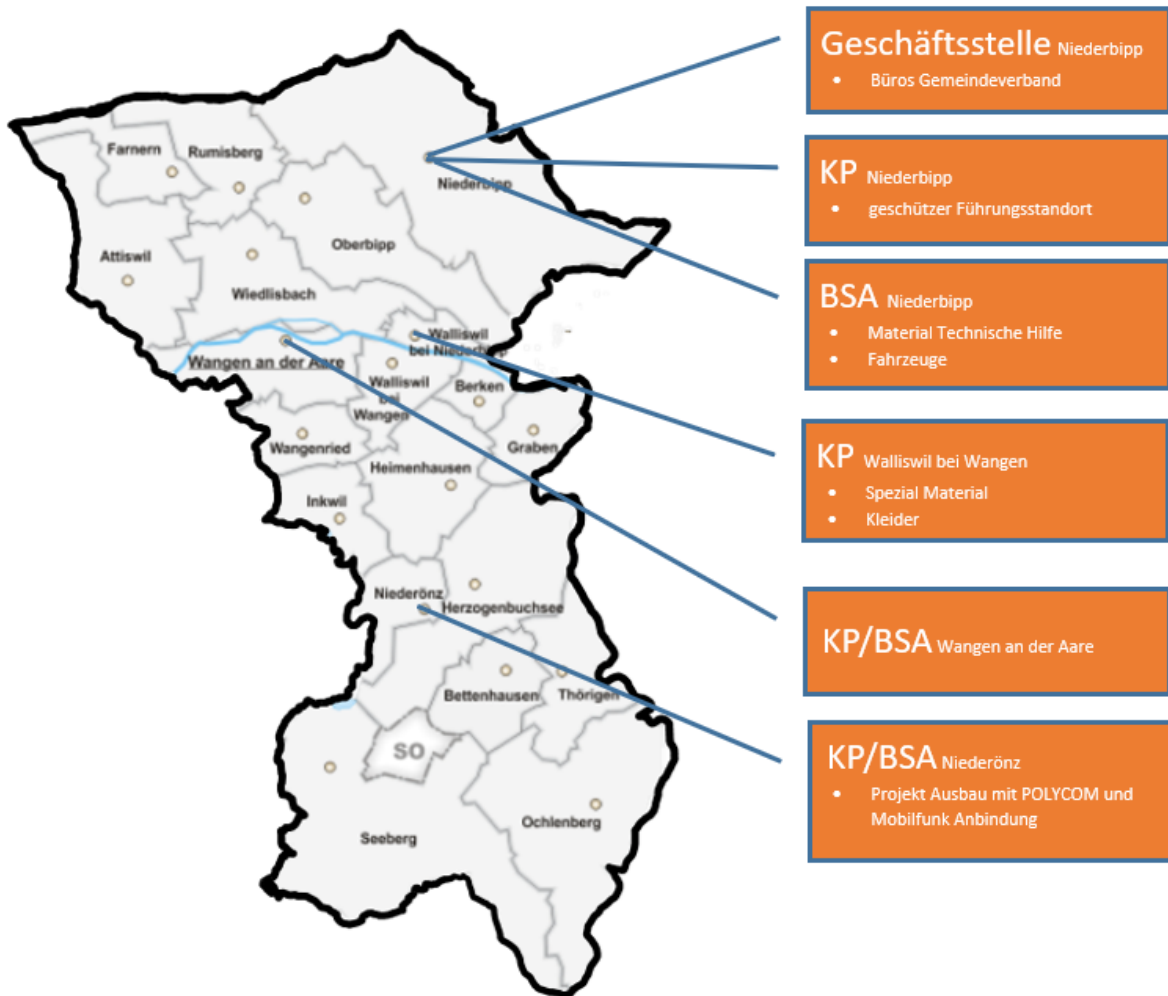 Geschäftsstelle Niederbipp
• Büros Gemeindeverband
KP Niederbipp
• geschützer Führungsstandort
BSA Niederbipp
• Material Technische Hilfe
• Fahrzeuge
KP Walliswil bei Wangen
• Spezial Material
• Kleider
KP/BSA Wangen an der Aare
KP/BSA Niederönz
• Projekt Ausbau mit POLYCOM und
Mobilfunk Anbindung
Farnern
Rumisberg
Niederbipp
Attiswil
Oberbipp
Wiedlisbach
Wangen an der Aare
Walliswil
bei Niederbipp
Walliswil
bei
Wangen
Berken
Graben
Wangenried
Heimenhausen
Inkwil
Niederönz
Herzogenbuchsee
Bettenhausen
Thörigen
SO
Ochlenberg
Seeberg